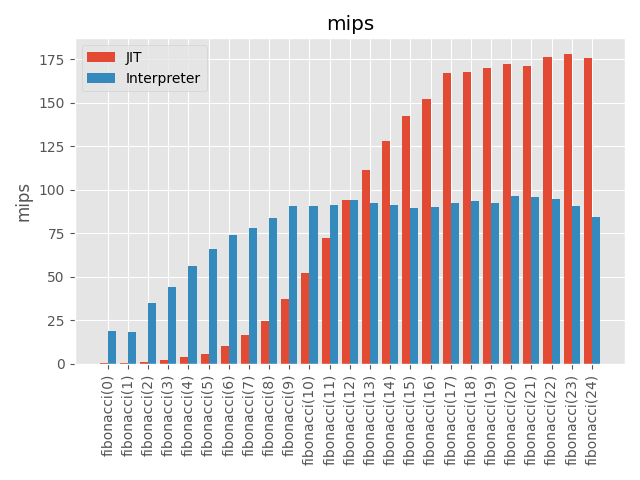 mips
JIT
Interpreter
mips
175
150
125
100
75
50
25
0
fibonacci(0)
fibonacci(1)
fibonacci(2)
fibonacci(3)
fibonacci(4)
fibonacci(5)
fibonacci(6)
fibonacci(7)
fibonacci(8)
fibonacci(9)
fibonacci(10)
fibonacci(11)
fibonacci(12)
fibonacci(13)
fibonacci(14)
fibonacci(15)
fibonacci(16)
fibonacci(17)
fibonacci(18)
fibonacci(19)
fibonacci(20)
fibonacci(21)
fibonacci(22)
fibonacci(23)
fibonacci(24)